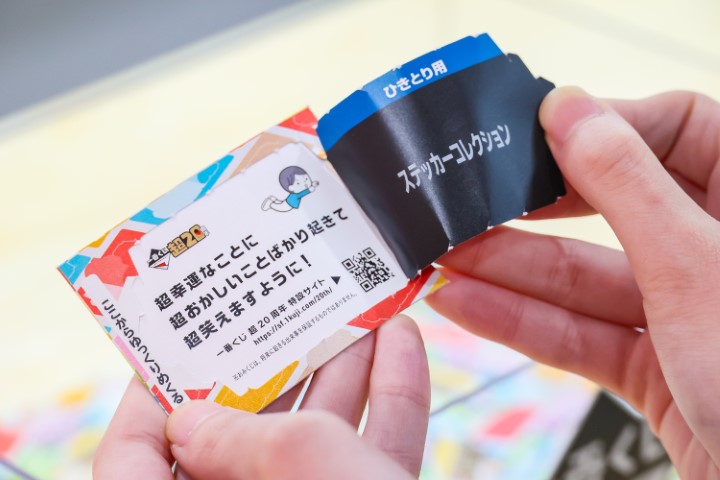 ひきとり用
ステッカーコレクション
超20
超幸運なことに
超おかしいことばかり起きて
超笑えますように！
一番くじ 超20周年 特設サイト
https://sf.1kuji.com/20th/
ここからゆっくりめくる